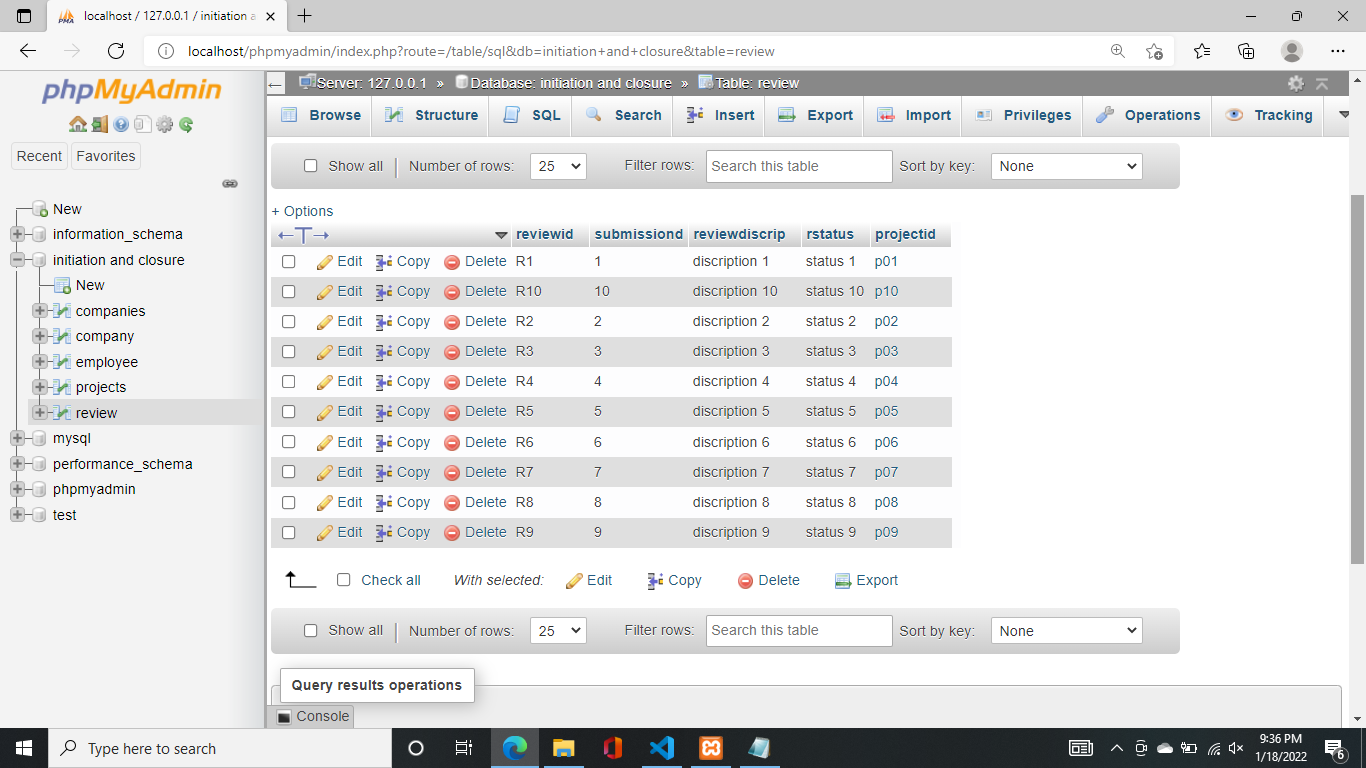 localhost / 127.0.0.1 / initiation a
localhost/phpmyadmin/index.php?route=/table/sql&db=initiation+and+closure&table=review
phpMyAdmin
Recent Favorites
New
information_schema
initiation and closure
New
companies
company
employee
projects
review
mysql
performance_schema
phpmyadmin
test
Server: 127.0.0.1 » Database: initiation and closure » Table: review
Browse Structure SQL Search Insert Export Import Privileges Operations Tracking
Show all Number of rows: 25 Filter rows: Search this table Sort by key: None
+ Options
reviewid submissiond reviewdiscrip rstatus projectid
Edit Copy Delete R1 1 discription 1 status 1 p01
Edit Copy Delete R10 10 discription 10 status 10 p10
Edit Copy Delete R2 2 discription 2 status 2 p02
Edit Copy Delete R3 3 discription 3 status 3 p03
Edit Copy Delete R4 4 discription 4 status 4 p04
Edit Copy Delete R5 5 discription 5 status 5 p05
Edit Copy Delete R6 6 discription 6 status 6 p06
Edit Copy Delete R7 7 discription 7 status 7 p07
Edit Copy Delete R8 8 discription 8 status 8 p08
Edit Copy Delete R9 9 discription 9 status 9 p09
Check all With selected: Edit Copy Delete Export
Show all Number of rows: 25 Filter rows: Search this table Sort by key: None
Query results operations
Console
Type here to search
9:36 PM
1/18/2022
6